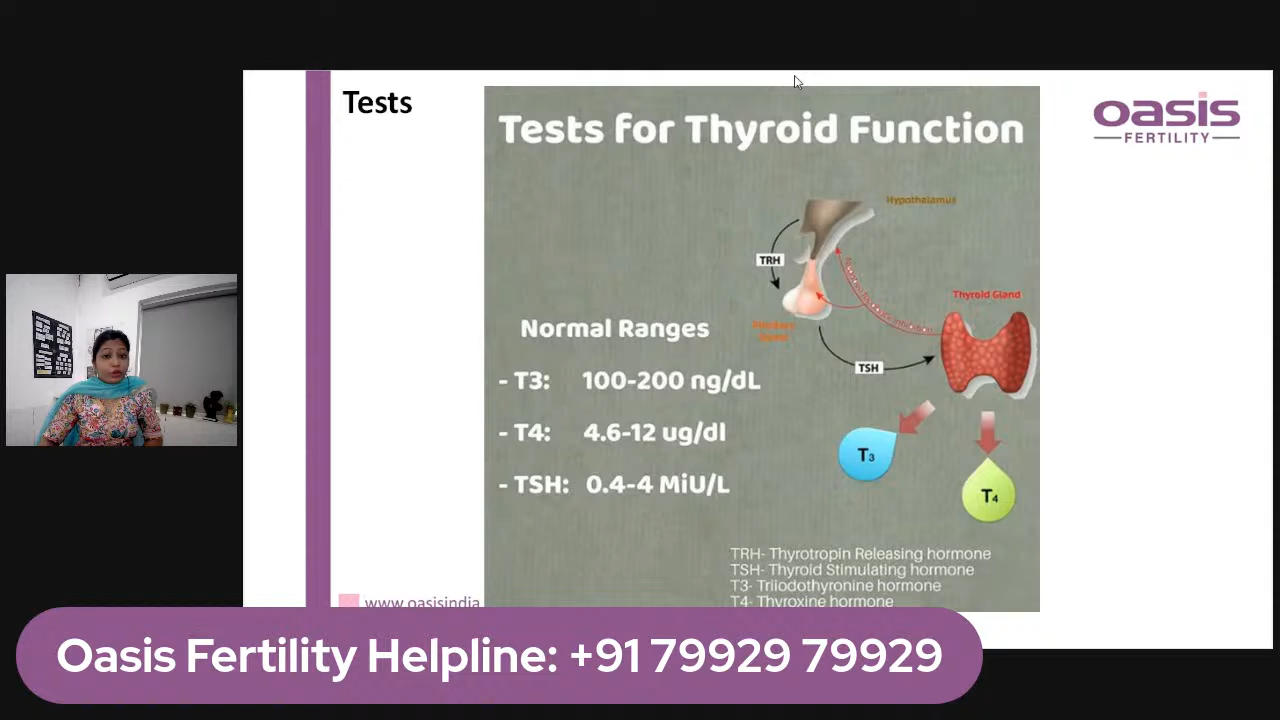 Tests
oasis
FERTILITY
Tests for Thyroid Function
Hypothalamus
TRH
Thyroid Gland
Normal Ranges
TSH
- T3: 100-200 ng/dL
- T4: 4.6-12 ug/dl
- TSH: 0.4-4 MiU/L
T3
T4
TRH- Thyrotropin Releasing hormone
TSH- Thyroid Stimulating hormone
T3- Triiodothyronine hormone
T4- Thyroxine hormone
www.oasisindia
Oasis Fertility Helpline: +91 79929 79929